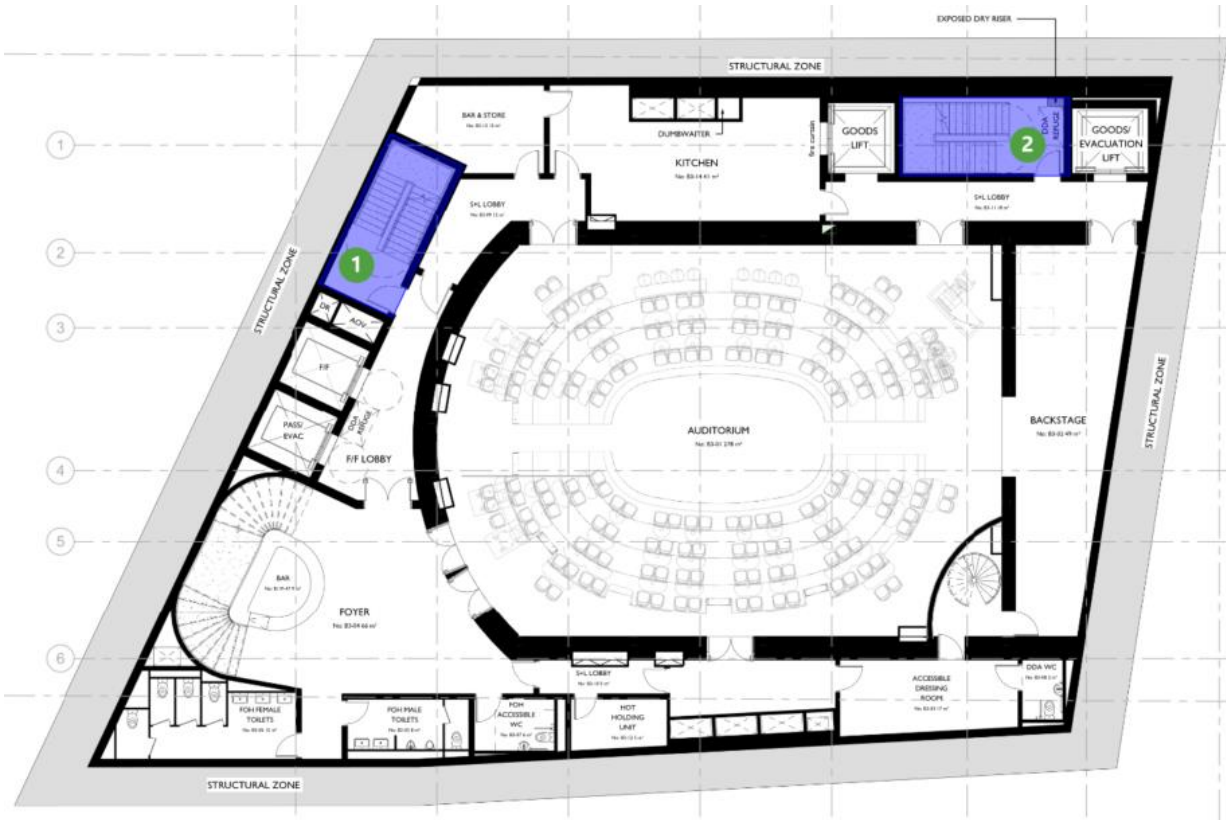 EXPOSED DRY RISER
STRUCTURAL ZONE
BAR & STORE
DUMBWAITER
KITCHEN
fire curtain
GOODS
LIFT
DDA
REFUGE
2
GOODS/
EVACUATION
LIFT
1
S+L LOBBY
S+L LOBBY
2
1
STRUCTURAL ZONE
3
DR
AOV
F/F
PASS/
EVAC
DDA
REFUGE
F/F LOBBY
AUDITORIUM
BACKSTAGE
STRUCTURAL ZONE
4
5
BAR
FOYER
6
S+L LOBBY
FOH FEMALE
TOILETS
FOH MALE
TOILETS
FOH
ACCESSIBLE
WC
HOT
HOLDING
UNIT
ACCESSIBLE
DRESSING
ROOM
DDA WC
STRUCTURAL ZONE